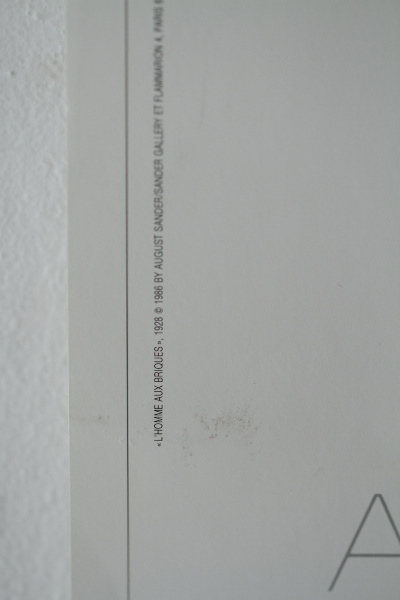 « L'HOMME AUX BRIQUES », 1928 © 1986 BY AUGUST SANDER/SANDER GALLERY ET FLAMMARION 4, PARIS
A